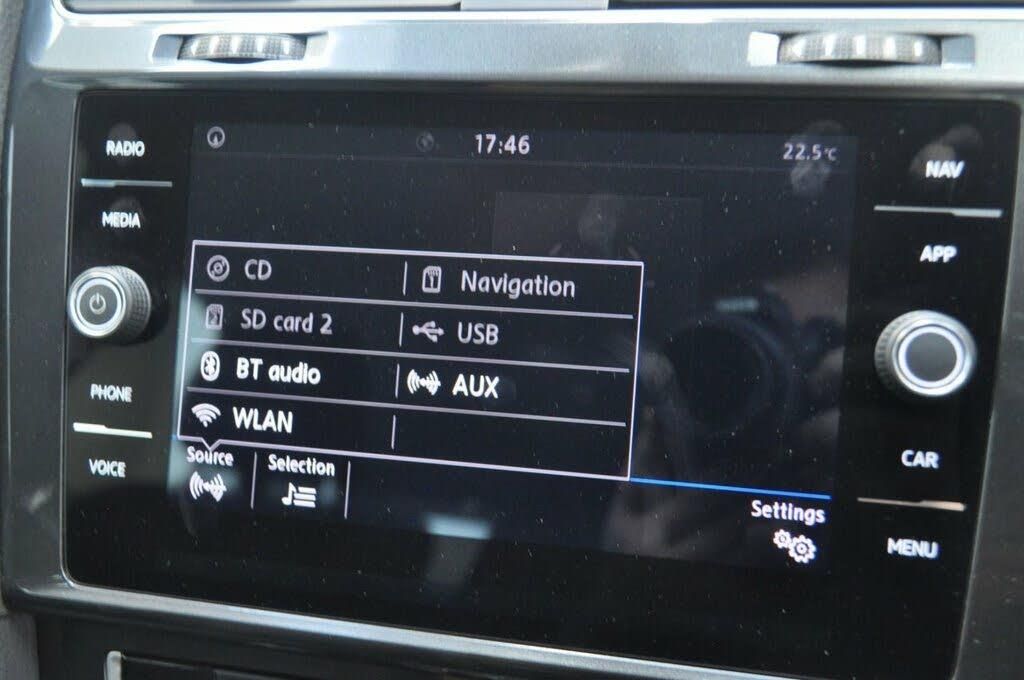 17:46
22.5°C
RADIO
MEDIA
PHONE
VOICE
CD
Navigation
SD card 2
USB
BT audio
AUX
WLAN
Source
Selection
Settings
NAV
APP
CAR
MENU